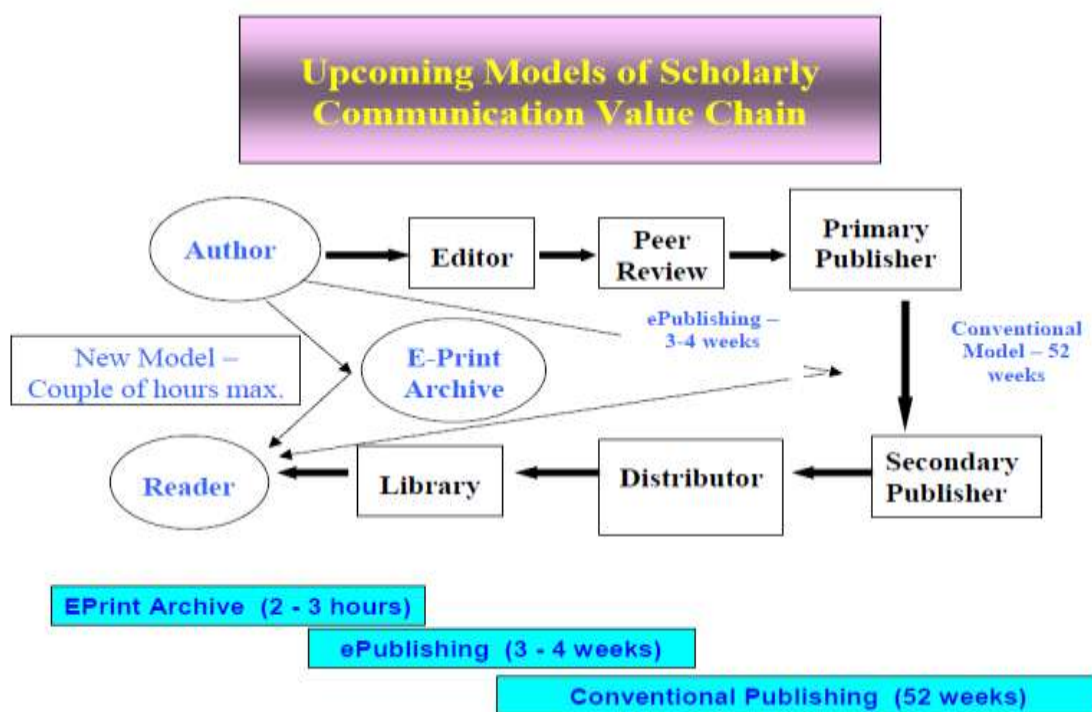 Upcoming Models of Scholarly
Communication Value Chain
Author
Editor
Peer
Review
Primary
Publisher
ePublishing –
3-4 weeks
Conventional
Model – 52
weeks
New Model –
Couple of hours max.
E-Print
Archive
Reader
Library
Distributor
Secondary
Publisher
EPrint Archive (2 - 3 hours)
ePublishing (3 - 4 weeks)
Conventional Publishing (52 weeks)